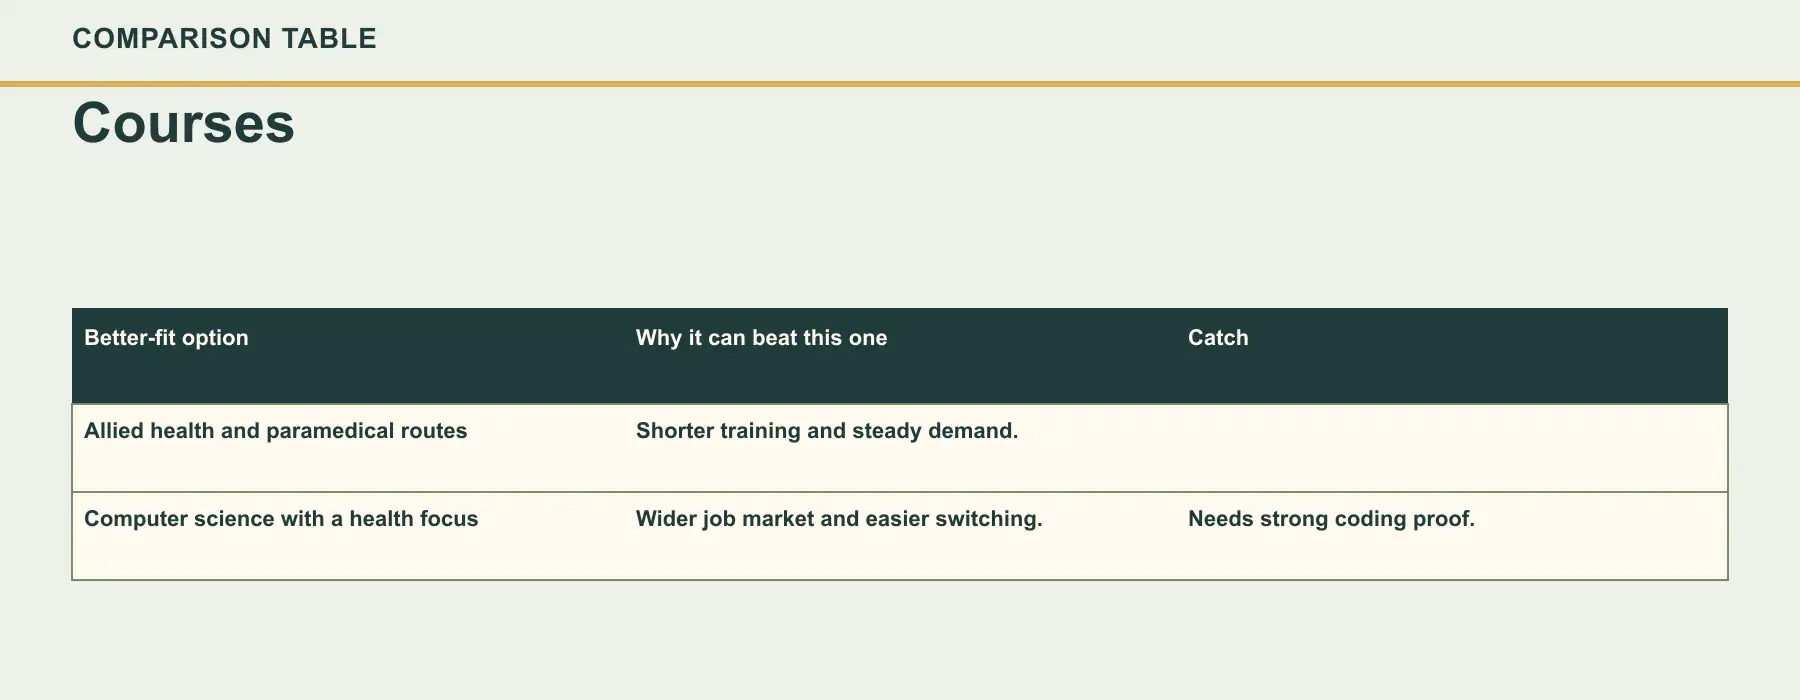 COMPARISON TABLE
Courses
Better-fit option Why it can beat this one Catch
Allied health and paramedical routes Shorter training and steady demand.
Computer science with a health focus Wider job market and easier switching. Needs strong coding proof.